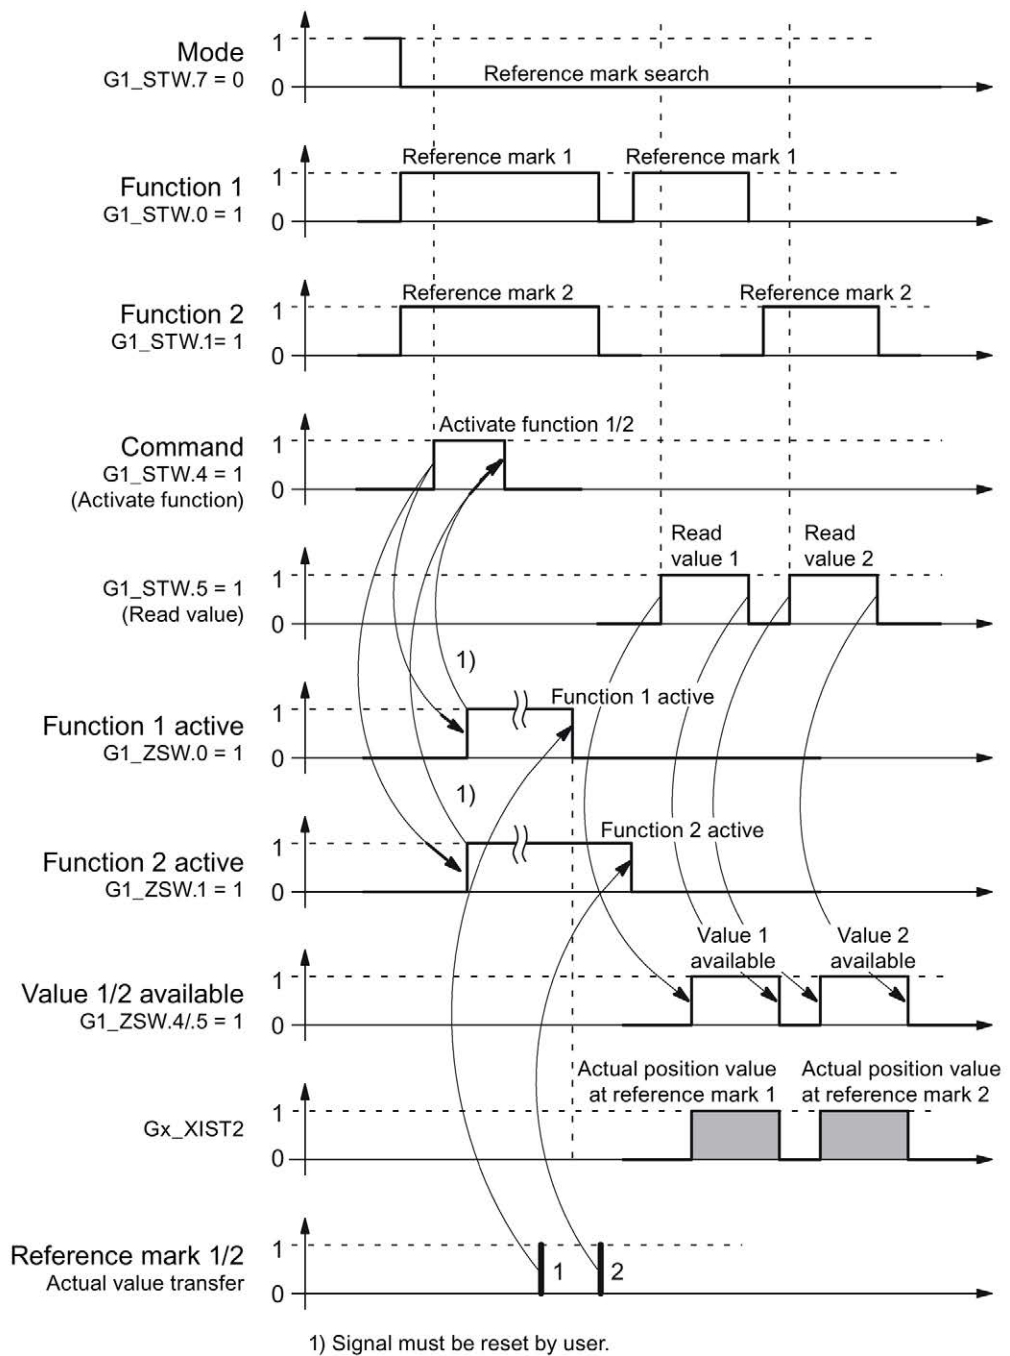 Mode
G1_STW.7 = 0
1
0
Reference mark search
Function 1
G1_STW.0 = 1
1
0
Reference mark 1
Reference mark 1
Function 2
G1_STW.1= 1
1
0
Reference mark 2
Reference mark 2
Command
G1_STW.4 = 1
(Activate function)
1
0
Activate function 1/2
G1_STW.5 = 1
(Read value)
1
0
Read
value 1
Read
value 2
1)
Function 1 active
G1_ZSW.0 = 1
1
0
Function 1 active
1)
Function 2 active
G1_ZSW.1 = 1
1
0
Function 2 active
Value 1/2 available
G1_ZSW.4/.5 = 1
1
0
Value 1
available
Value 2
available
Gx_XIST2
1
0
Actual position value
at reference mark 1
Actual position value
at reference mark 2
Reference mark 1/2
Actual value transfer
1
0
1
2
1) Signal must be reset by user.